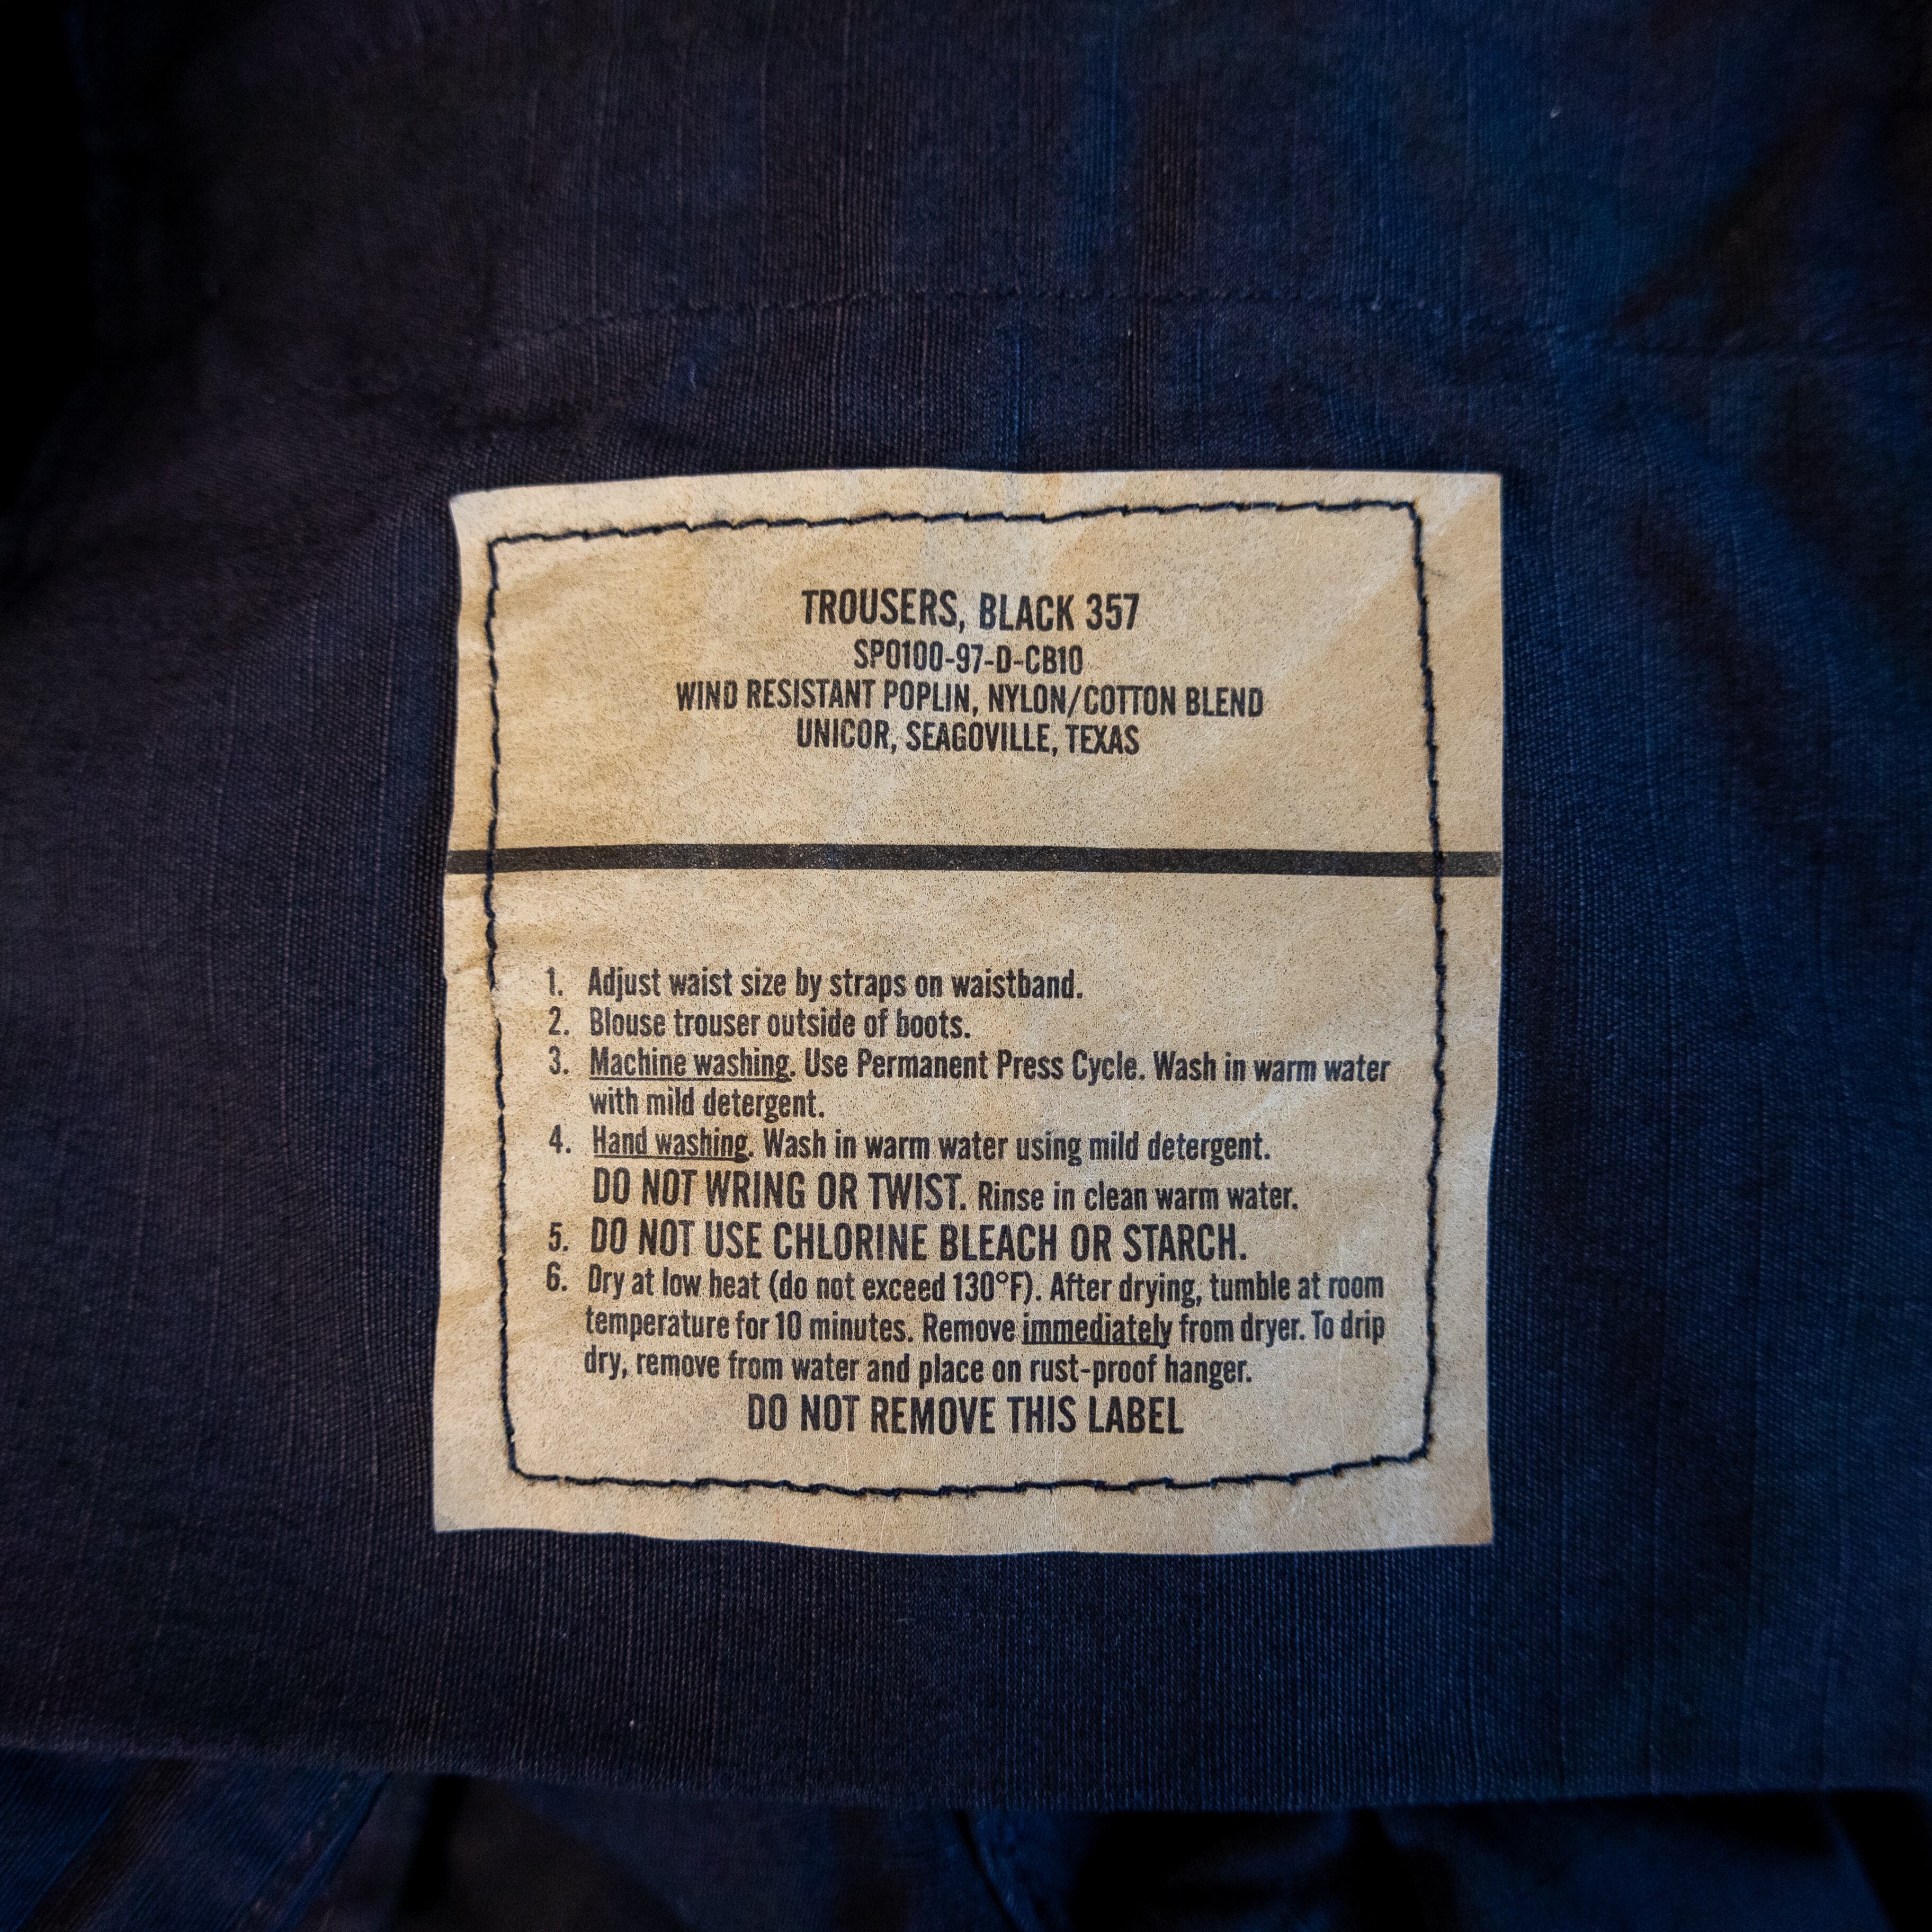 TROUSERS, BLACK 357
SPO100-97-D-CB10
WIND RESISTANT POPLIN, NYLON/COTTON BLEND
UNICOR, SEAGOVILLE, TEXAS
1. Adjust waist size by straps on waistband.
2. Blouse trouser outside of boots.
3. Machine washing. Use Permanent Press Cycle. Wash in warm water
with mild detergent.
4. Hand washing. Wash in warm water using mild detergent.
DO NOT WRING OR TWIST. Rinse in clean warm water.
5. DO NOT USE CHLORINE BLEACH OR STARCH.
6. Dry at low heat (do not exceed 130°F). After drying, tumble at room
temperature for 10 minutes. Remove immediately from dryer. To drip
dry, remove from water and place on rust-proof hanger.
DO NOT REMOVE THIS LABEL